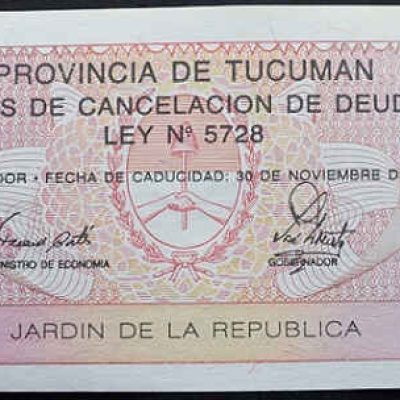 PROVINCIA DE TUCUMAN
S DE CANCELACION DE DEUD
LEY Nº 5728
DOR • FECHA DE CADUCIDAD: 30 DE NOVIEMBRE D
NISTRO DE ECONOMIA
GOBERNADOR
JARDIN DE LA REPUBLICA